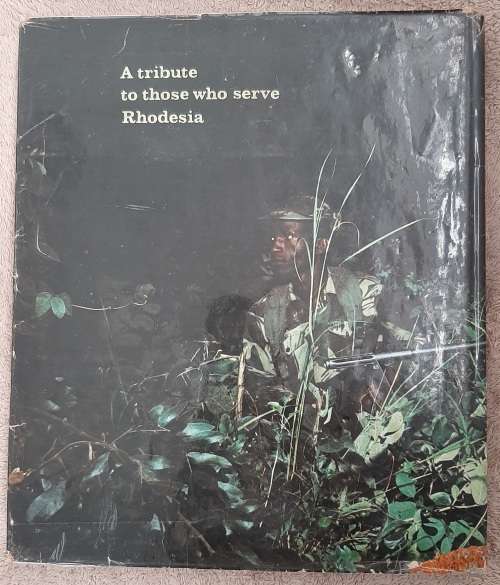 A tribute
to those who serve
Rhodesia